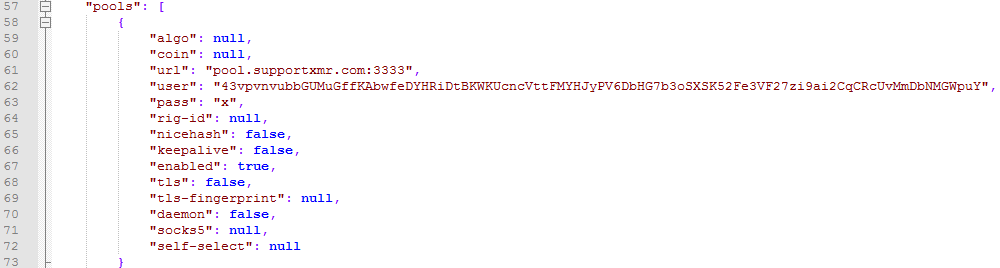 57 "pools": [
58 {
59 "algo": null,
60 "coin": null,
61 "url": "pool.supportxmr.com:3333",
62 "user": "43vpvnvubbGUMuGffKAbwfeDYHRiDtBKWKUcncVttFMYHJyPV6DbHG7b3oSXSK52Fe3VF27zi9ai2CqCRcUvMmDbNMGWpuY",
63 "pass": "x",
64 "rig-id": null,
65 "nicehash": false,
66 "keepalive": false,
67 "enabled": true,
68 "tls": false,
69 "tls-fingerprint": null,
70 "daemon": false,
71 "socks5": null,
72 "self-select": null
73 }